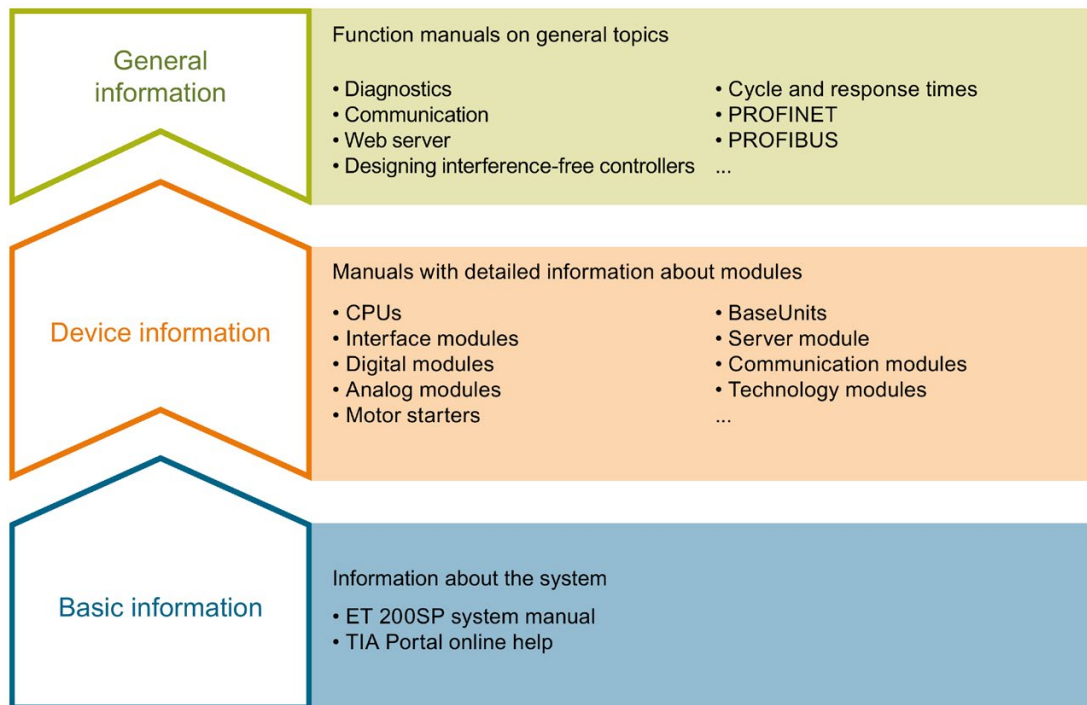 General
information
Function manuals on general topics
• Diagnostics
• Communication
• Web server
• Designing interference-free controllers
• Cycle and response times
• PROFINET
• PROFIBUS
...
Device information
Manuals with detailed information about modules
• CPUs
• Interface modules
• Digital modules
• Analog modules
• Motor starters
• BaseUnits
• Server module
• Communication modules
• Technology modules
...
Basic information
Information about the system
• ET 200SP system manual
• TIA Portal online help